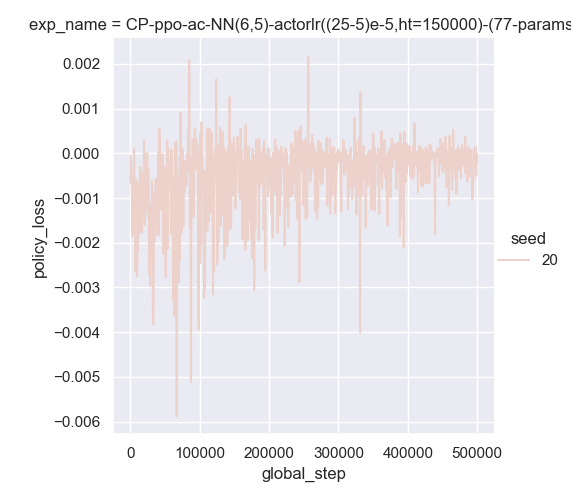 exp_name = CP-ppo-ac-NN(6,5)-actorlr((25-5)e-5,ht=150000)-(77-params
0.002
0.001
0.000
−0.001
−0.002
−0.003
−0.004
−0.005
−0.006
policy_loss
0 100000 200000 300000 400000 500000
global_step
seed
20